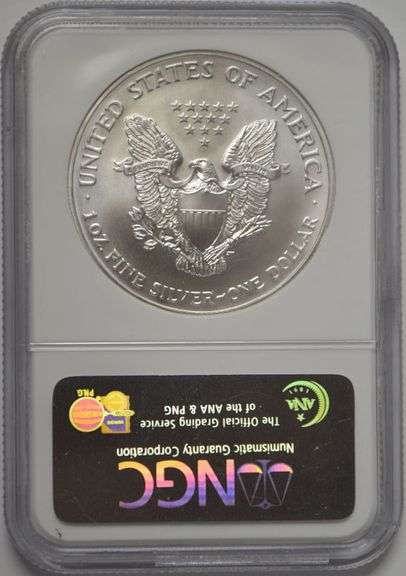 UNITED STATES OF AMERICA
1 OZ. FINE SILVER~ONE DOLLAR
NGC
Numismatic Guaranty Corporation
The Official Grading Service
of the ANA & PNG
ANA
1891
PNG